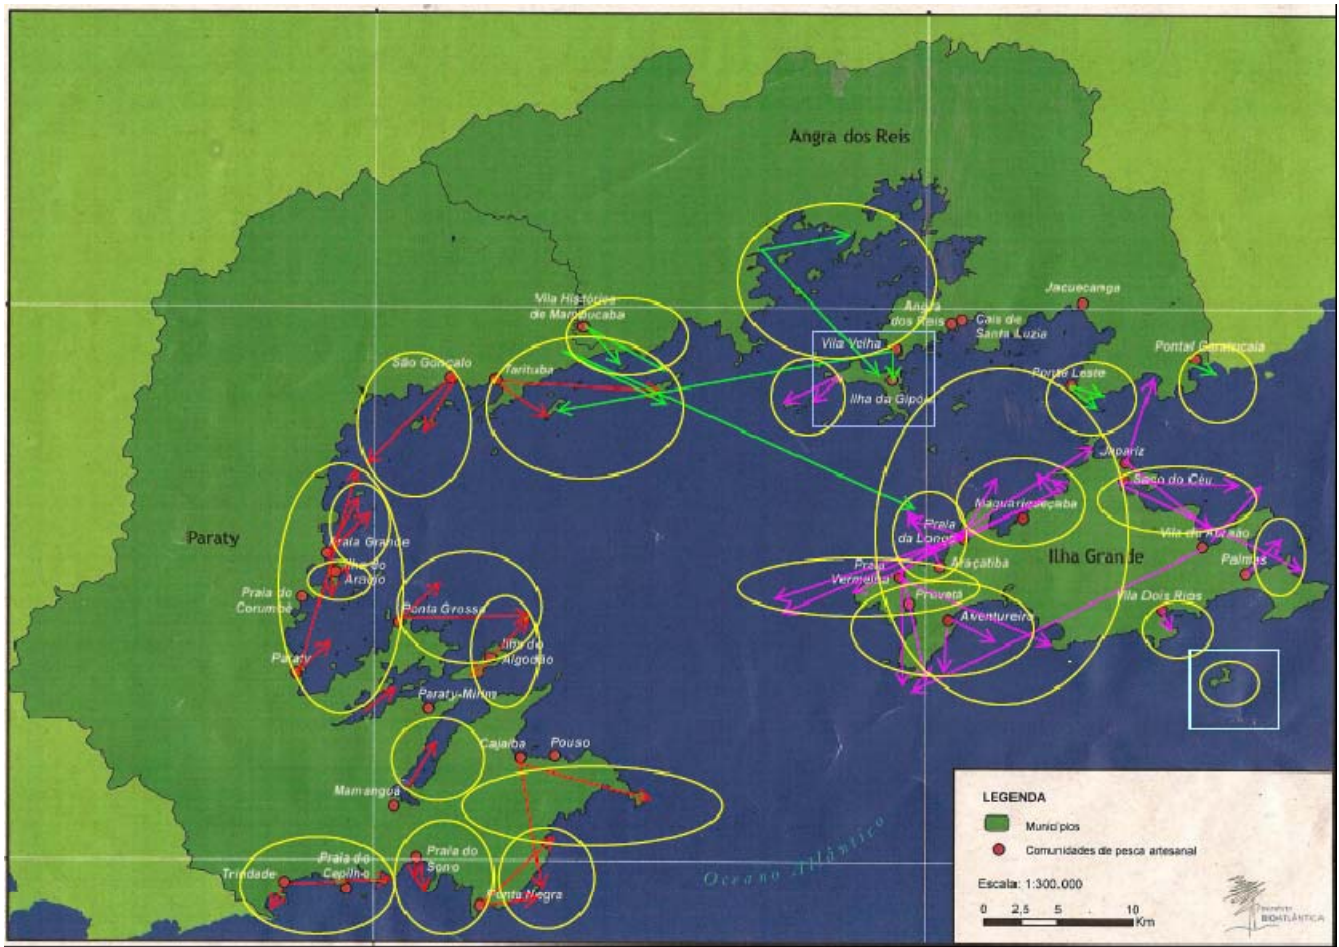 Angra dos Reis
Vila Histórica
de Mambucaba
Jacuecanga
Angra
dos Reis
Cais de
Santa Luzia
Vila Velha
Pontal Garatucaia
São Gonçalo
Tarituba
Ponte Leste
Ilha da Gipóia
Japariz
Saco do Céu
Praia
da Longa
Vila do Abraão
Paraty
Praia Grande
Ilha do
Araújo
Ilha Grande
Praia
Vermelha
Araçatiba
Palmas
Praia do
Corumbê
Ponta Grossa
Provetá
Aventureiro
Vila Dois Rios
Paraty
Ilha do
Algodão
Paraty-Mirim
Cajaíba
Pouso
Mamanguá
Oceano Atlântico
Trindade
Praia do
Cepilho
Praia do
Sono
Ponta Negra
LEGENDA
Municípios
Comunidades de pesca artesanal
Escala: 1:300.000
0 2,5 5 10
Km
INSTITUTO
BIOATLÂNTICA